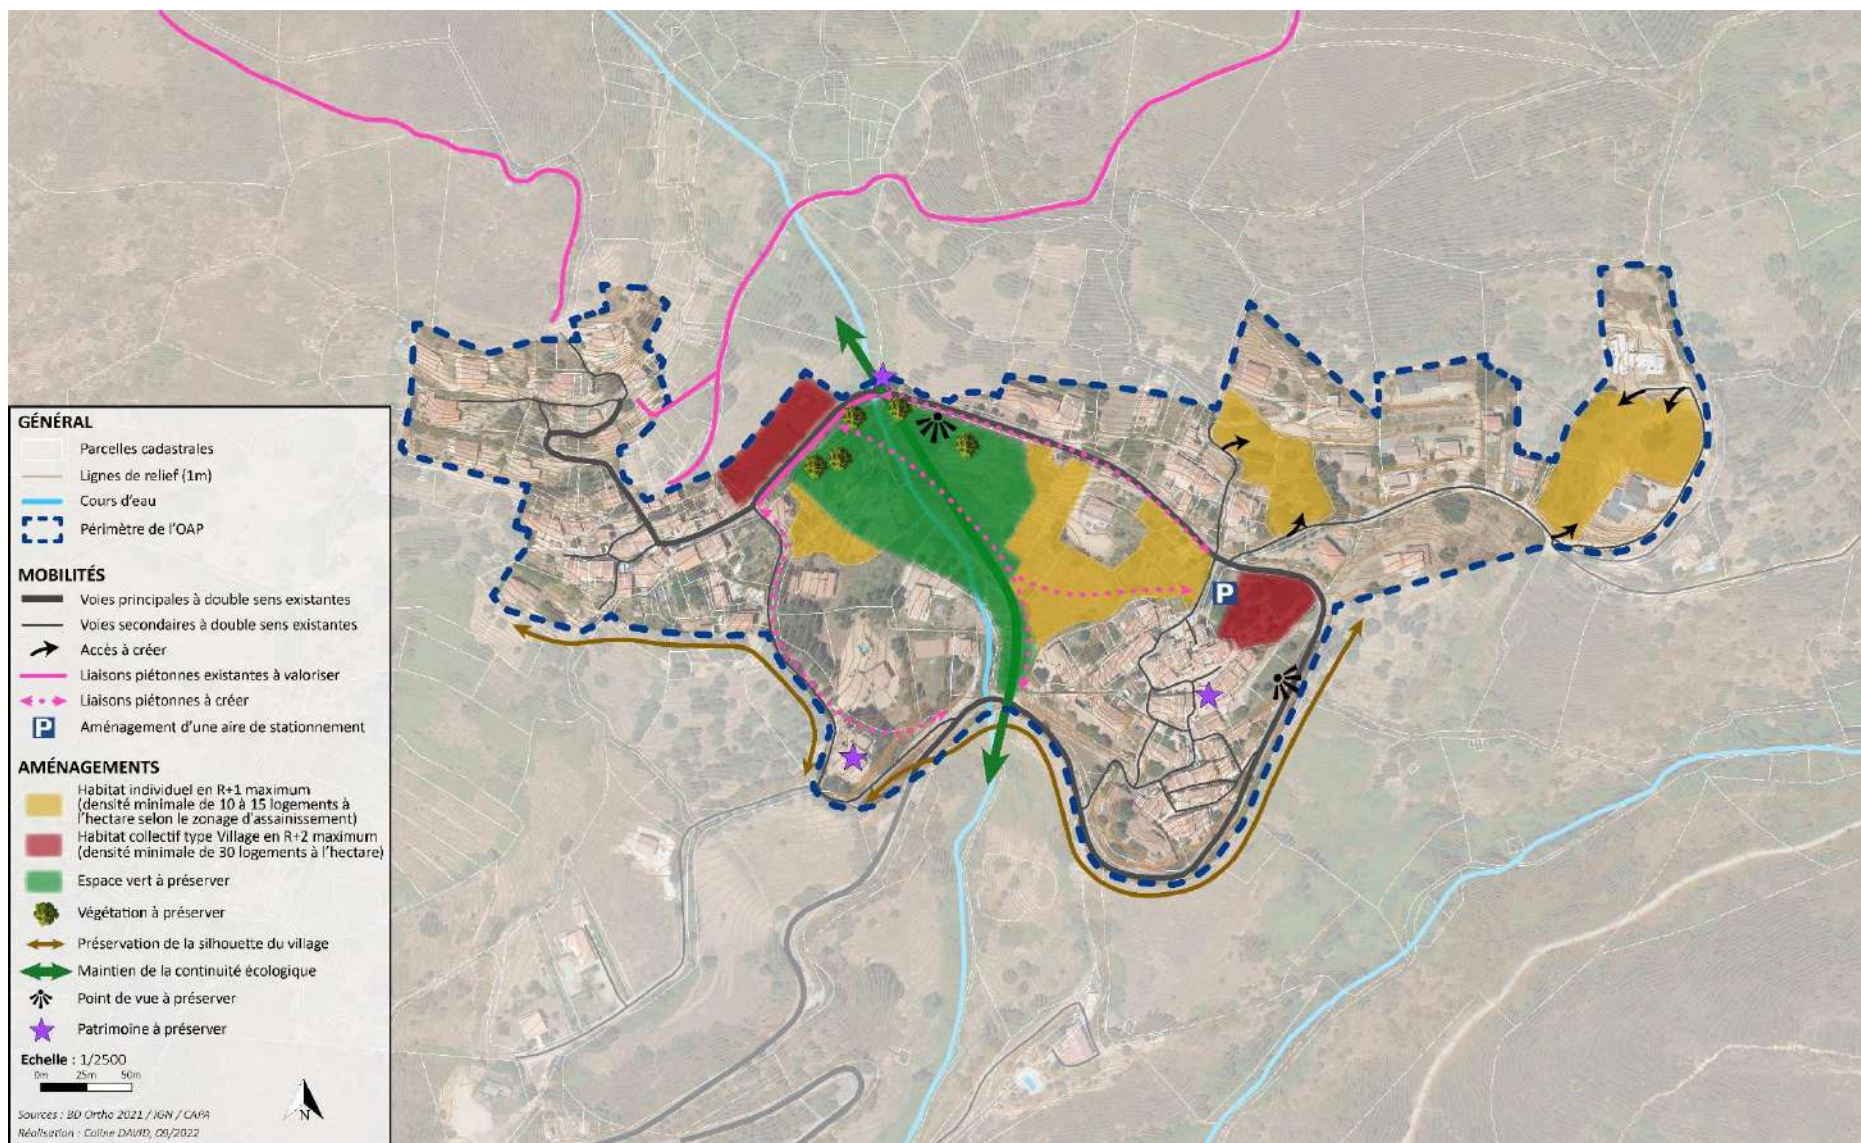 GÉNÉRAL
Parcelles cadastrales
Lignes de relief (1m)
Cours d'eau
Périmètre de l'OAP
MOBILITÉS
Voies principales à double sens existantes
Voies secondaires à double sens existantes
Accès à créer
Liaisons piétonnes existantes à valoriser
Liaisons piétonnes à créer
P
Aménagement d'une aire de stationnement
AMÉNAGEMENTS
Habitat individuel en R+1 maximum
(densité minimale de 10 à 15 logements à
l'hectare selon le zonage d'assainissement)
Habitat collectif type Village en R+2 maximum
(densité minimale de 30 logements à l'hectare)
Espace vert à préserver
Végétation à préserver
Préservation de la silhouette du village
Maintien de la continuité écologique
Point de vue à préserver
Patrimoine à préserver
Echelle : 1/2500
0m 25m 50m
N
Sources : BD Ortho 2021 / IGN / CAPA
Réalisation : Coline DAVID, 09/2022
P